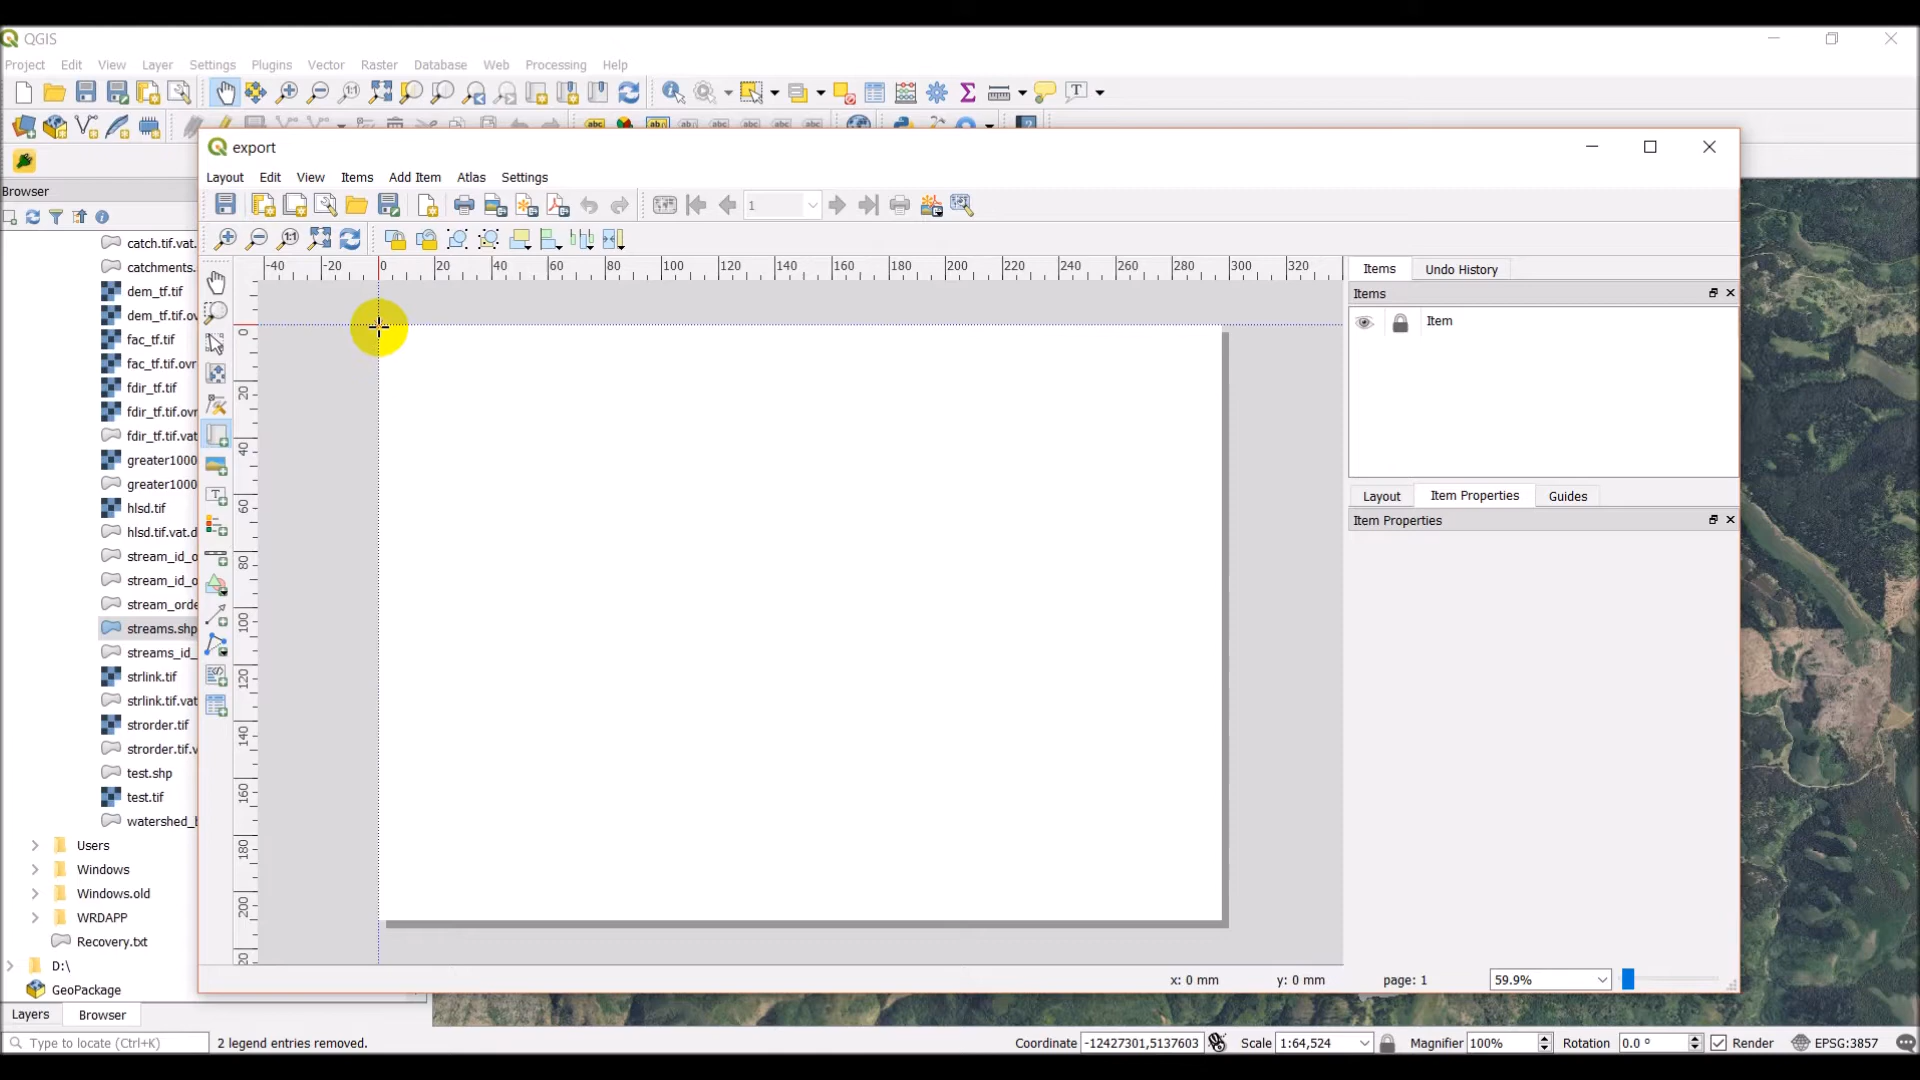 QGIS
Project Edit View Layer Settings Plugins Vector Raster Database Web Processing Help
export
Layout Edit View Items Add Item Atlas Settings
Browser
1
-40 -20 0 20 40 60 80 100 120 140 160 180 200 220 240 260 280 300 320
Items Undo History
Items
Item
Layout Item Properties Guides
Item Properties
0
20
40
60
80
100
120
140
160
180
200
20
catch.tif.vat.
catchments.
dem_tf.tif
dem_tf.tif.ov
fac_tf.tif
fac_tf.tif.ovr
fdir_tf.tif
fdir_tf.tif.ov
fdir_tf.tif.vat
greater1000
greater1000
hlsd.tif
hlsd.tif.vat.d
stream_id_o
stream_id_o
stream_orde
streams.shp
streams_id_
strlink.tif
strlink.tif.vat
strorder.tif
strorder.tif.v
test.shp
test.tif
watershed_b
Users
Windows
Windows.old
WRDAPP
Recovery.txt
D:\
GeoPackage
x: 0 mm y: 0 mm page: 1 59.9%
Layers Browser
Type to locate (Ctrl+K) 2 legend entries removed. Coordinate -12427301,5137603 Scale 1:64,524 Magnifier 100% Rotation 0.0 ° Render EPSG:3857